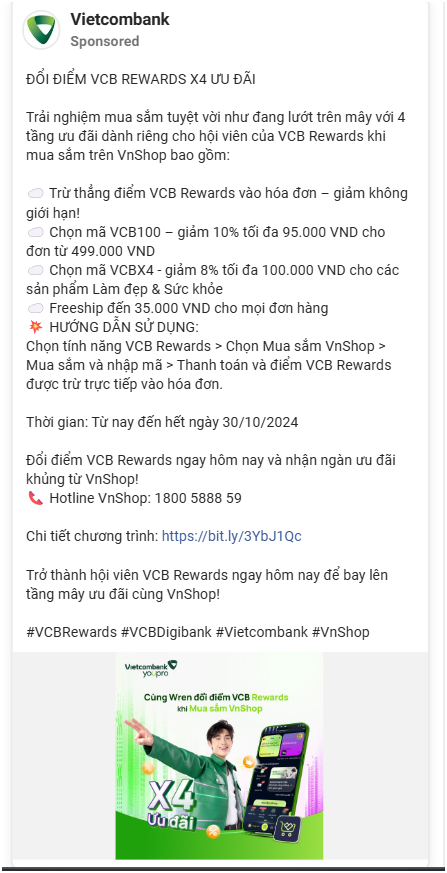 Vietcombank
Sponsored
ĐỔI ĐIỂM VCB REWARDS X4 ƯU ĐÃI
Trải nghiệm mua sắm tuyệt vời như đang lướt trên mây với 4
tầng ưu đãi dành riêng cho hội viên của VCB Rewards khi
mua sắm trên VnShop bao gồm:
☁️ Trừ thẳng điểm VCB Rewards vào hóa đơn – giảm không
giới hạn!
☁️ Chọn mã VCB100 – giảm 10% tối đa 95.000 VND cho
đơn từ 499.000 VND
☁️ Chọn mã VCBX4 - giảm 8% tối đa 100.000 VND cho các
sản phẩm Làm đẹp & Sức khỏe
☁️ Freeship đến 35.000 VND cho mọi đơn hàng
💥 HƯỚNG DẪN SỬ DỤNG:
Chọn tính năng VCB Rewards > Chọn Mua sắm VnShop >
Mua sắm và nhập mã > Thanh toán và điểm VCB Rewards
được trừ trực tiếp vào hóa đơn.
Thời gian: Từ nay đến hết ngày 30/10/2024
Đổi điểm VCB Rewards ngay hôm nay và nhận ngàn ưu đãi
khủng từ VnShop!
📞 Hotline VnShop: 1800 5888 59
Chi tiết chương trình: https://bit.ly/3YbJ1Qc
Trở thành hội viên VCB Rewards ngay hôm nay để bay lên
tầng mây ưu đãi cùng VnShop!
#VCBRewards #VCBDigibank #Vietcombank #VnShop
Vietcombank
youpro
Cùng Wren đổi điểm VCB Rewards
khi Mua sắm VnShop
X4
Ưu đãi